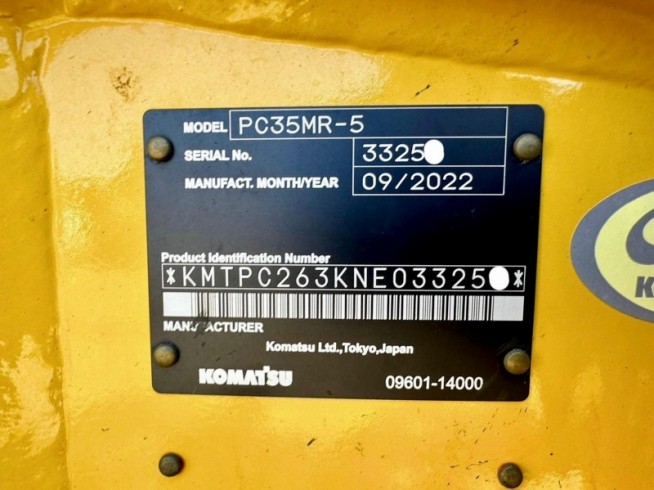 MODEL PC35MR-5
SERIAL No. 3325
MANUFACT. MONTH/YEAR 09/2022
Product Identification Number
*KMTPC263KNE03325 *
MANUFACTURER
Komatsu Ltd.,Tokyo,Japan
KOMATSU 09601-14000
K